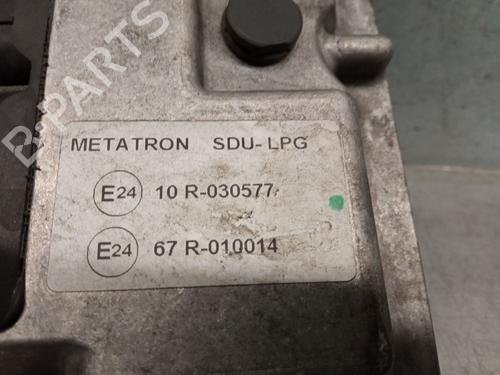 METATRON SDU-LPG
E24 10 R-030577
E24 67 R-010014
B-PARTS